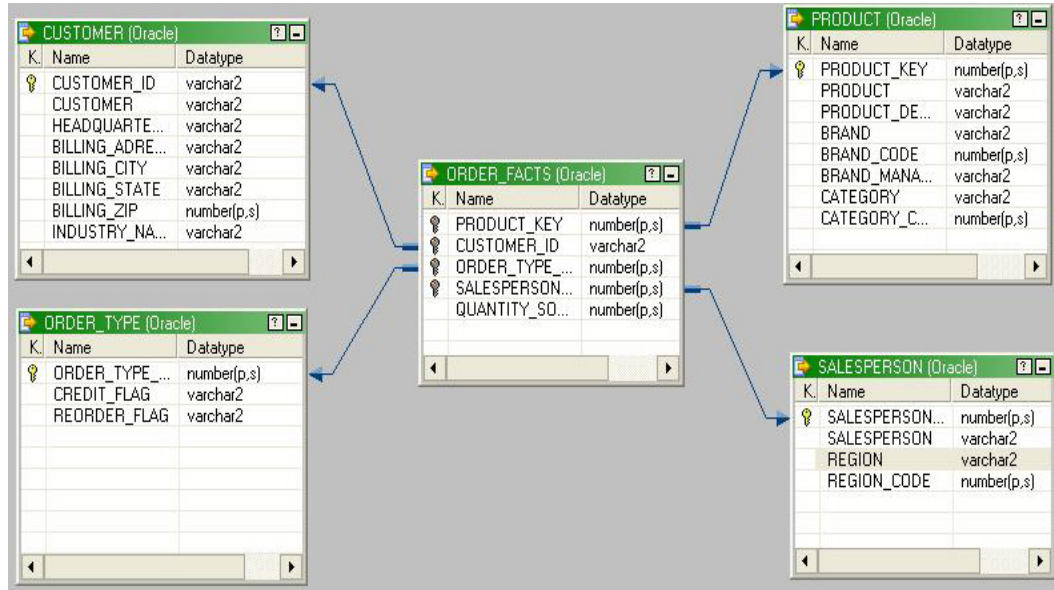 CUSTOMER (Oracle)
K. Name Datatype
CUSTOMER_ID varchar2
CUSTOMER varchar2
HEADQUARTE... varchar2
BILLING_ADRE... varchar2
BILLING_CITY varchar2
BILLING_STATE varchar2
BILLING_ZIP number(p,s)
INDUSTRY_NA... varchar2
ORDER_TYPE (Oracle)
K. Name Datatype
ORDER_TYPE_... number(p,s)
CREDIT_FLAG varchar2
REORDER_FLAG varchar2
ORDER_FACTS (Oracle)
K. Name Datatype
PRODUCT_KEY number(p,s)
CUSTOMER_ID varchar2
ORDER_TYPE_... number(p,s)
SALESPERSON... number(p,s)
QUANTITY_SO... number(p,s)
PRODUCT (Oracle)
K. Name Datatype
PRODUCT_KEY number(p,s)
PRODUCT varchar2
PRODUCT_DE... varchar2
BRAND varchar2
BRAND_CODE number(p,s)
BRAND_MANA... varchar2
CATEGORY varchar2
CATEGORY_C... number(p,s)
SALESPERSON (Oracle)
K. Name Datatype
SALESPERSON... number(p,s)
SALESPERSON varchar2
REGION varchar2
REGION_CODE number(p,s)